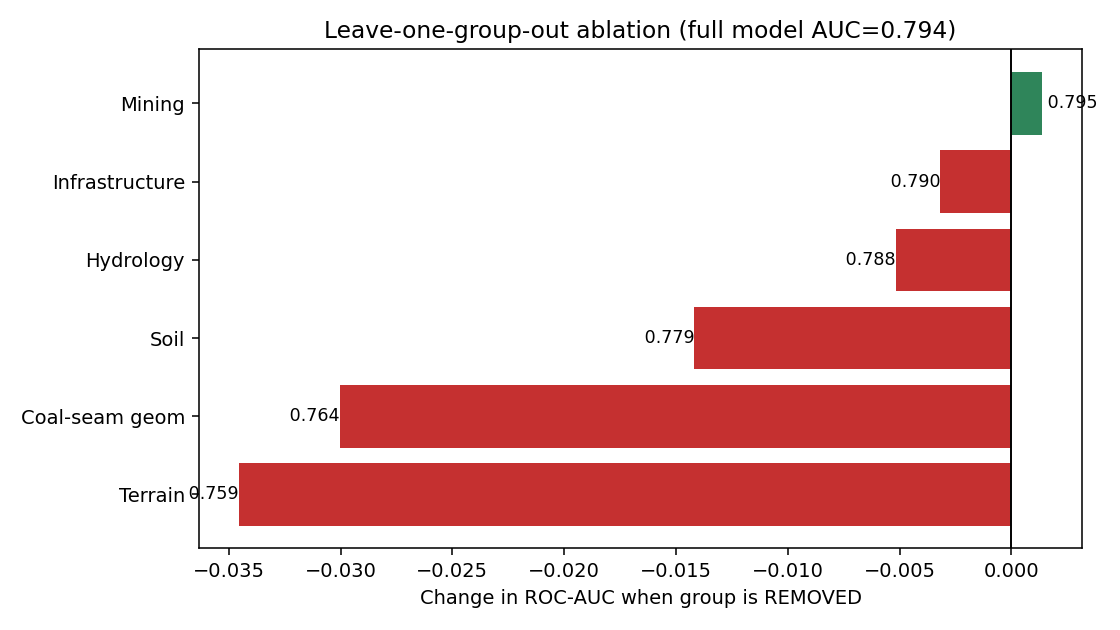 Leave-one-group-out ablation (full model AUC=0.794)
Mining
0.795
Infrastructure
0.790
Hydrology
0.788
Soil
0.779
Coal-seam geom
0.764
Terrain
0.759
−0.035 −0.030 −0.025 −0.020 −0.015 −0.010 −0.005 0.000
Change in ROC-AUC when group is REMOVED